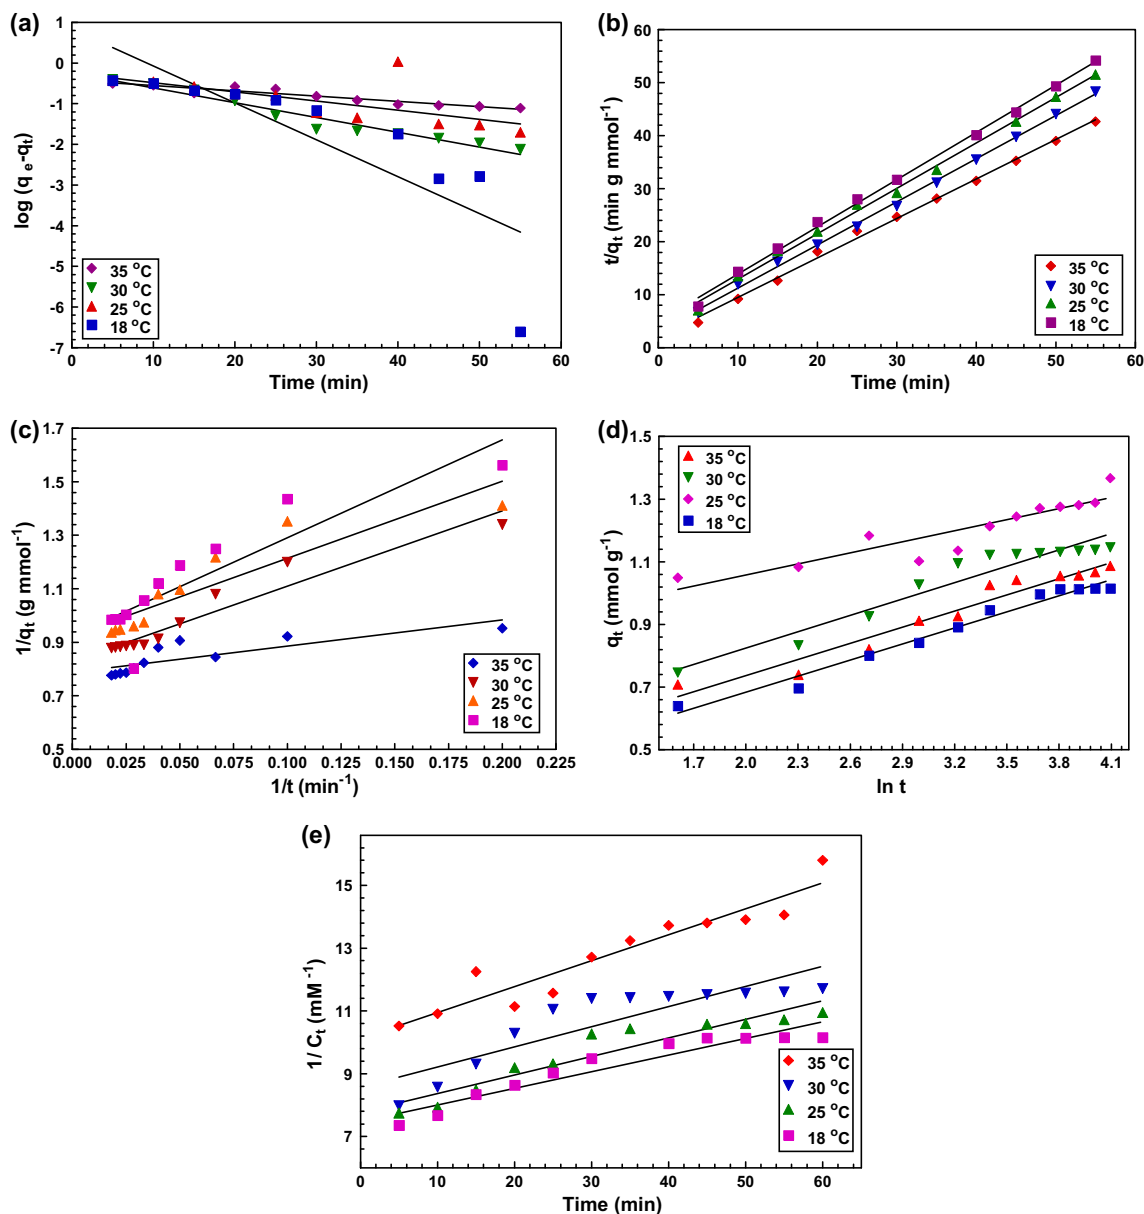 (a)
1
0
-1
-2
-3
-4
-5
-6
-7
log (q e-qt)
35 °C
30 °C
25 °C
18 °C
0 10 20 30 40 50 60
Time (min)
(b)
60
50
40
30
20
10
0
t/qt (min g mmol-1)
35 °C
30 °C
25 °C
18 °C
0 10 20 30 40 50 60
Time (min)
(c)
1.7
1.5
1.3
1.1
0.9
0.7
0.5
1/qt (g mmol-1)
35 °C
30 °C
25 °C
18 °C
0.000 0.025 0.050 0.075 0.100 0.125 0.150 0.175 0.200 0.225
1/t (min-1)
(d)
1.5
1.3
1.1
0.9
0.7
0.5
qt (mmol g-1)
35 °C
30 °C
25 °C
18 °C
1.7 2.0 2.3 2.6 2.9 3.2 3.5 3.8 4.1
ln t
(e)
15
13
11
9
7
1/ Ct (mM -1)
35 °C
30 °C
25 °C
18 °C
0 10 20 30 40 50 60
Time (min)